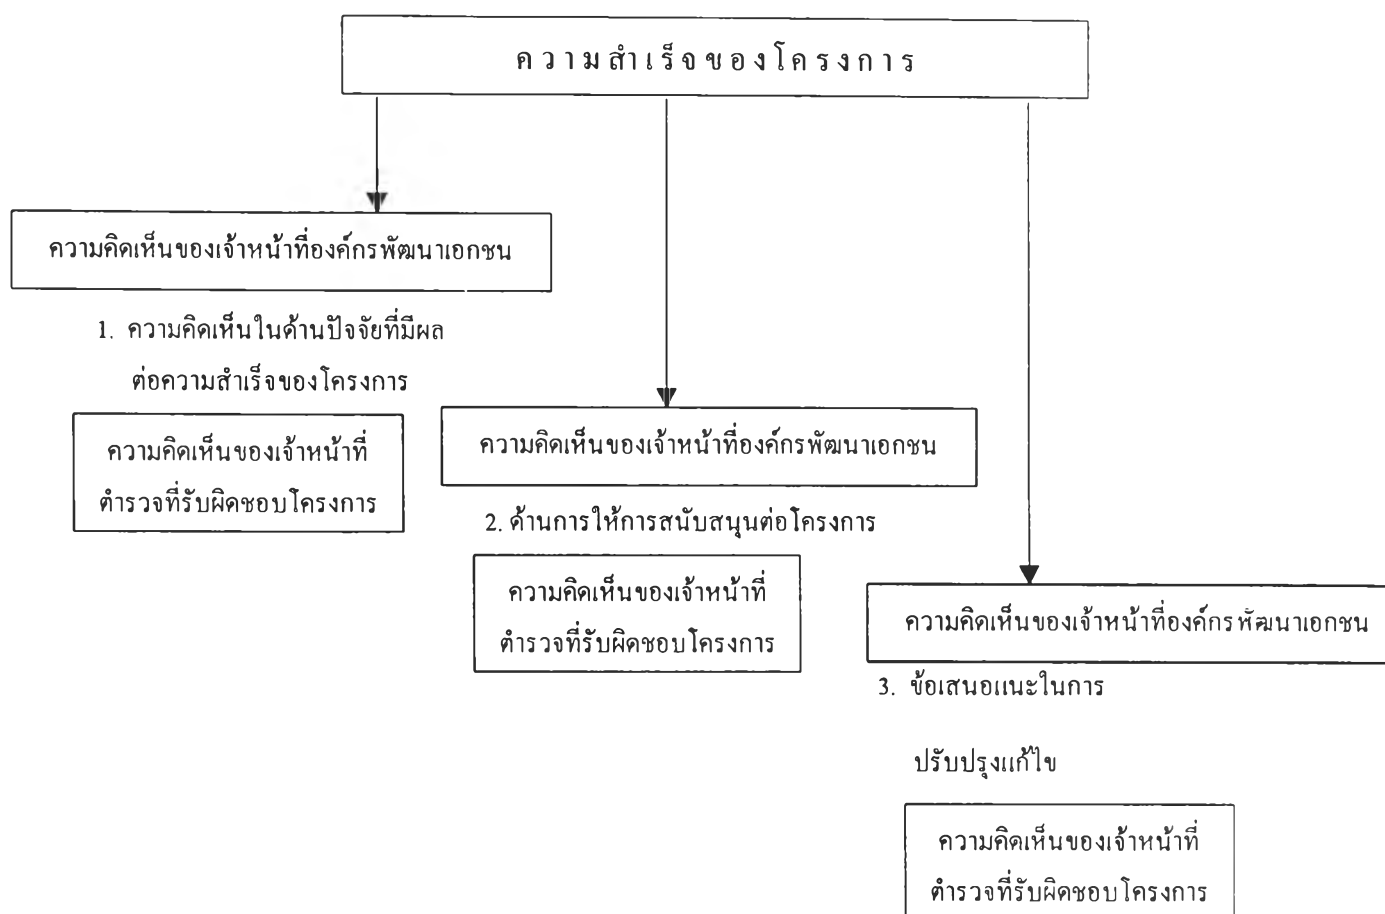 ความสำเร็จของโครงการ
ความคิดเห็นของเจ้าหน้าที่องค์กรพัฒนาเอกชน
1. ความคิดเห็นในด้านปัจจัยที่มีผล
ต่อความสำเร็จของโครงการ
ความคิดเห็นของเจ้าหน้าที่
ตำรวจที่รับผิดชอบโครงการ
ความคิดเห็นของเจ้าหน้าที่องค์กรพัฒนาเอกชน
2. ด้านการให้การสนับสนุนต่อโครงการ
ความคิดเห็นของเจ้าหน้าที่
ตำรวจที่รับผิดชอบโครงการ
ความคิดเห็นของเจ้าหน้าที่องค์กรพัฒนาเอกชน
3. ข้อเสนอแนะในการ
ปรับปรุงแก้ไข
ความคิดเห็นของเจ้าหน้าที่
ตำรวจที่รับผิดชอบโครงการ